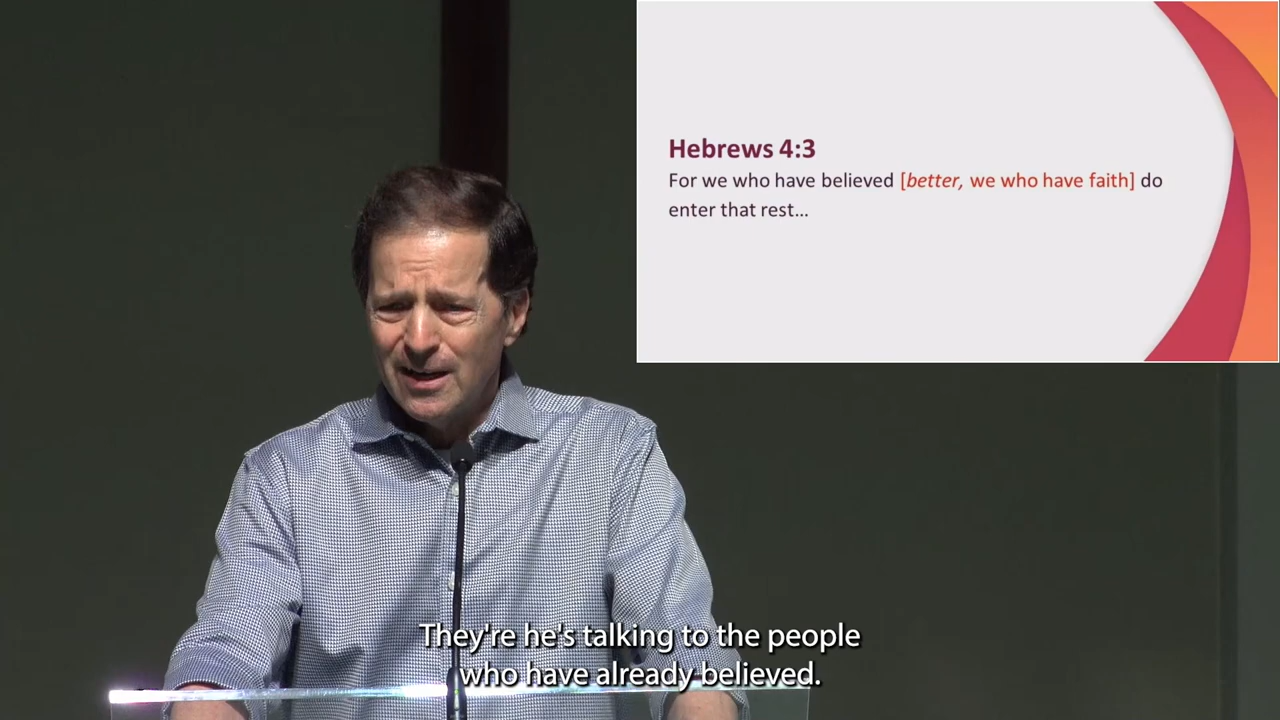 Hebrews 4:3
For we who have believed [better, we who have faith] do
enter that rest…
They're he's talking to the people
who have already believed.